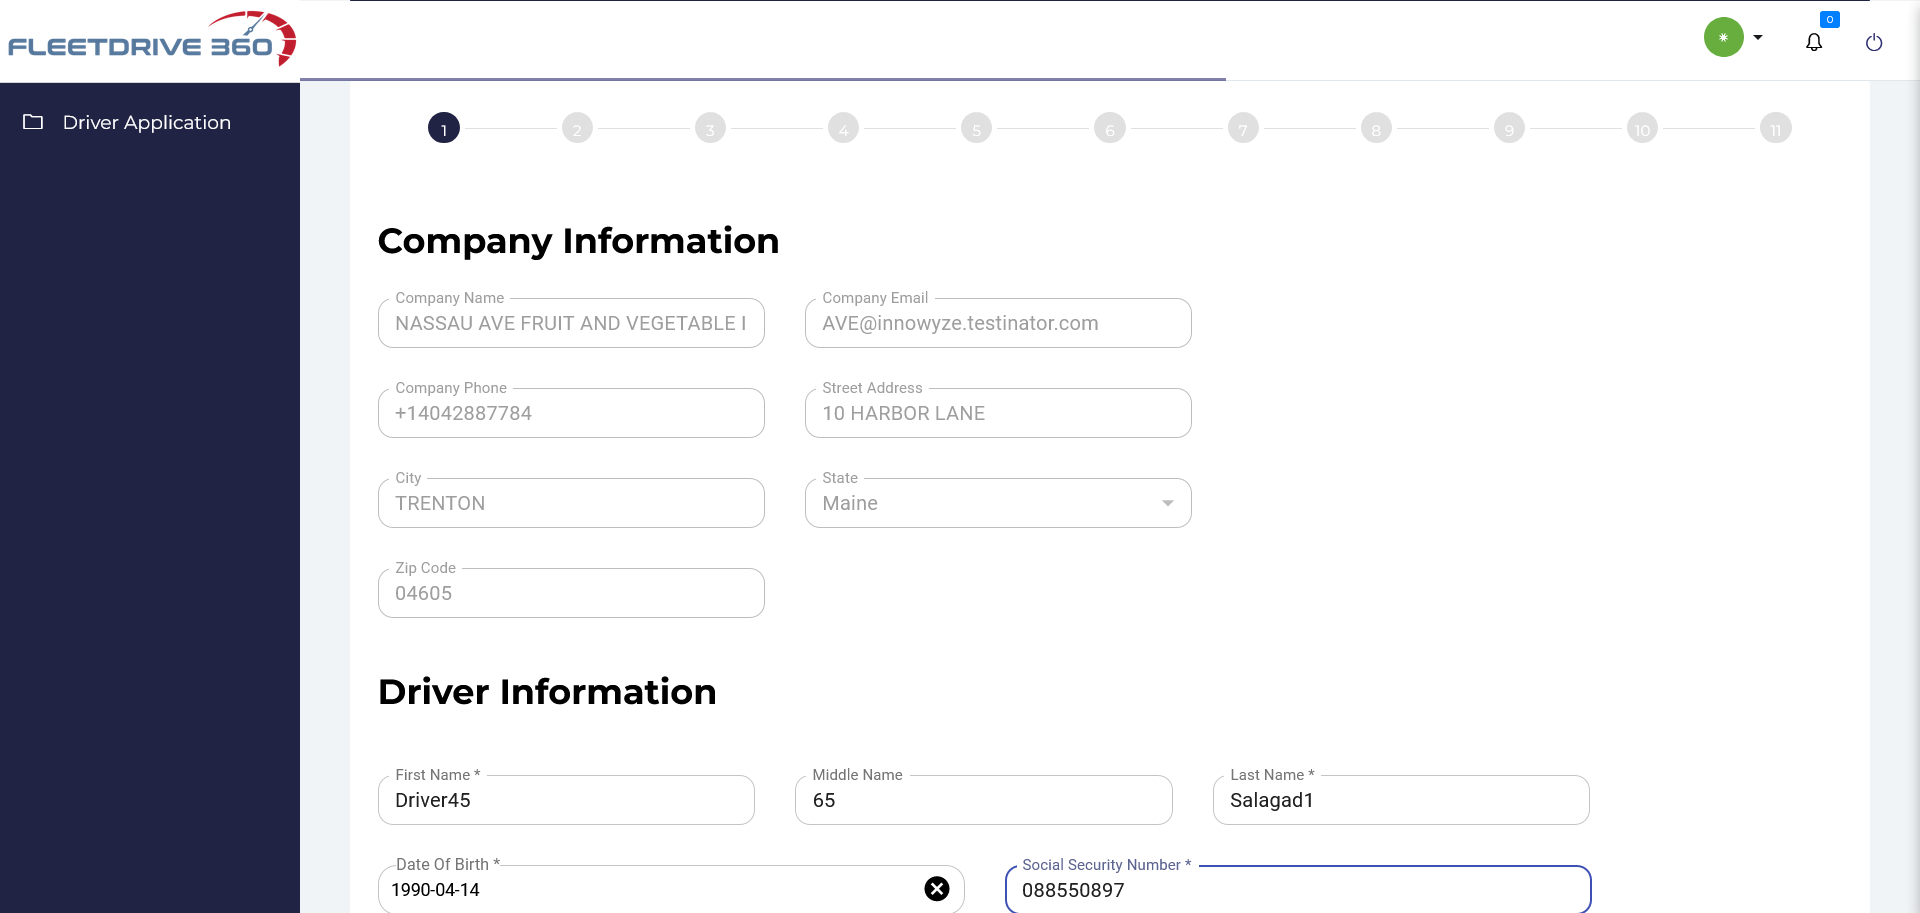 FLEETDRIVE 360
0
Driver Application
1 2 3 4 5 6 7 8 9 10 11
Company Information
Company Name
NASSAU AVE FRUIT AND VEGETABLE
Company Email
AVE@innowyze.testinator.com
Company Phone
+14042887784
Street Address
10 HARBOR LANE
City
TRENTON
State
Maine
Zip Code
04605
Driver Information
First Name *
Driver45
Middle Name
65
Last Name *
Salagad1
Date Of Birth *
1990-04-14
Social Security Number *
088550897